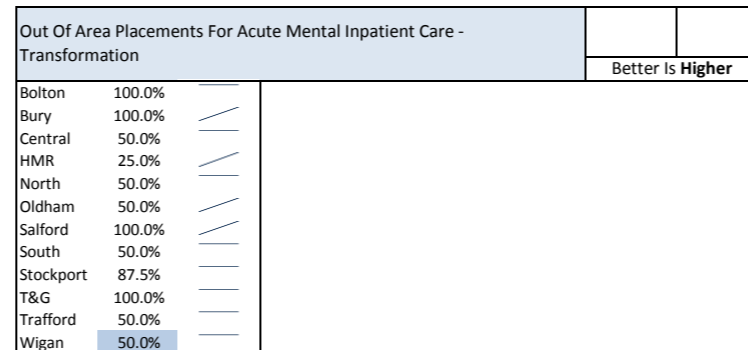 Out Of Area Placements For Acute Mental Inpatient Care -
Transformation
Better Is Higher
Bolton 100.0%
Bury 100.0%
Central 50.0%
HMR 25.0%
North 50.0%
Oldham 50.0%
Salford 100.0%
South 50.0%
Stockport 87.5%
T&G 100.0%
Trafford 50.0%
Wigan 50.0%